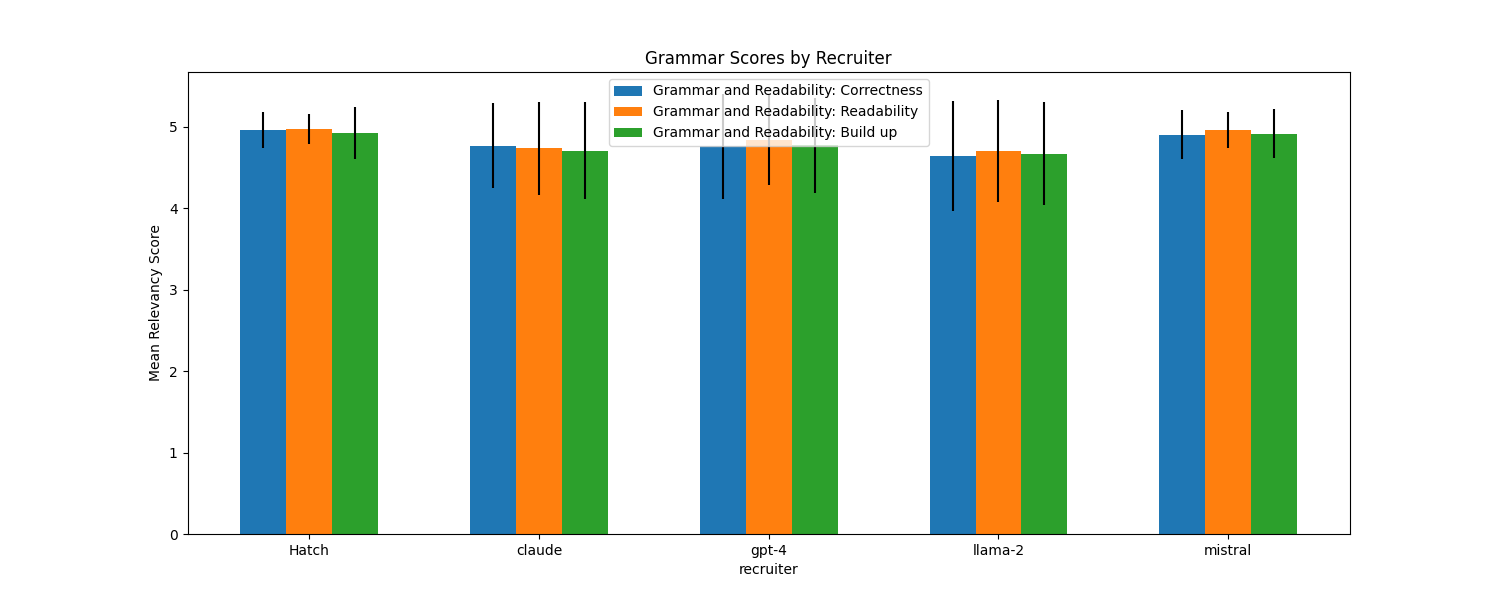 Grammar Scores by Recruiter
Grammar and Readability: Correctness
Grammar and Readability: Readability
Grammar and Readability: Build up
Mean Relevancy Score
5
4
3
2
1
0
Hatch claude gpt-4 llama-2 mistral
recruiter